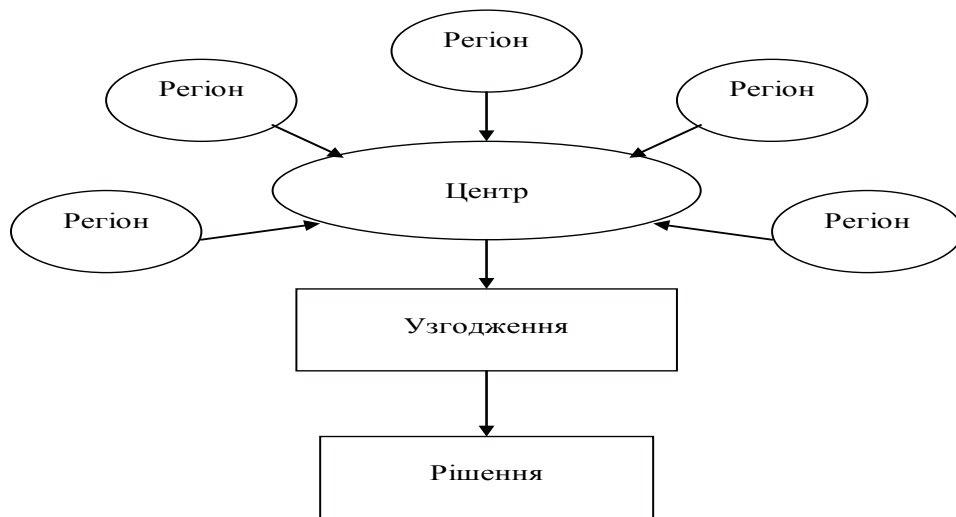 Регіон
Регіон
Регіон
Центр
Регіон
Регіон
Узгодження
Рішення